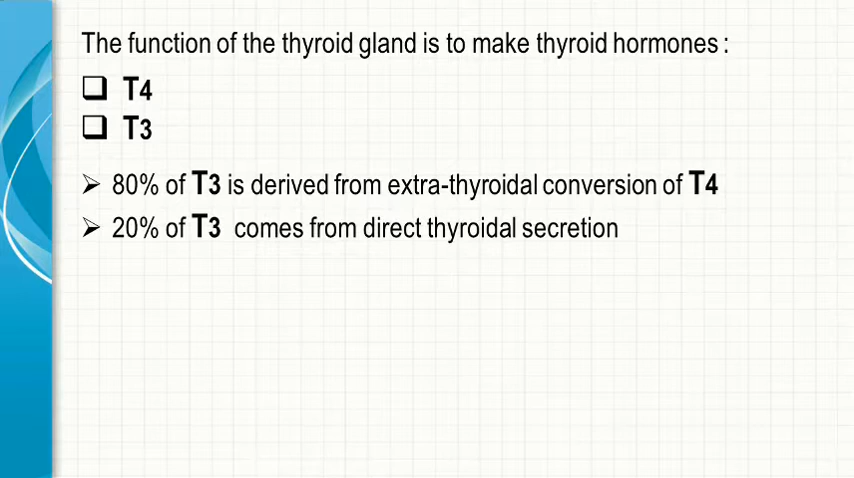 The function of the thyroid gland is to make thyroid hormones :
❑ T4
❑ T3
➢ 80% of T3 is derived from extra-thyroidal conversion of T4
➢ 20% of T3 comes from direct thyroidal secretion